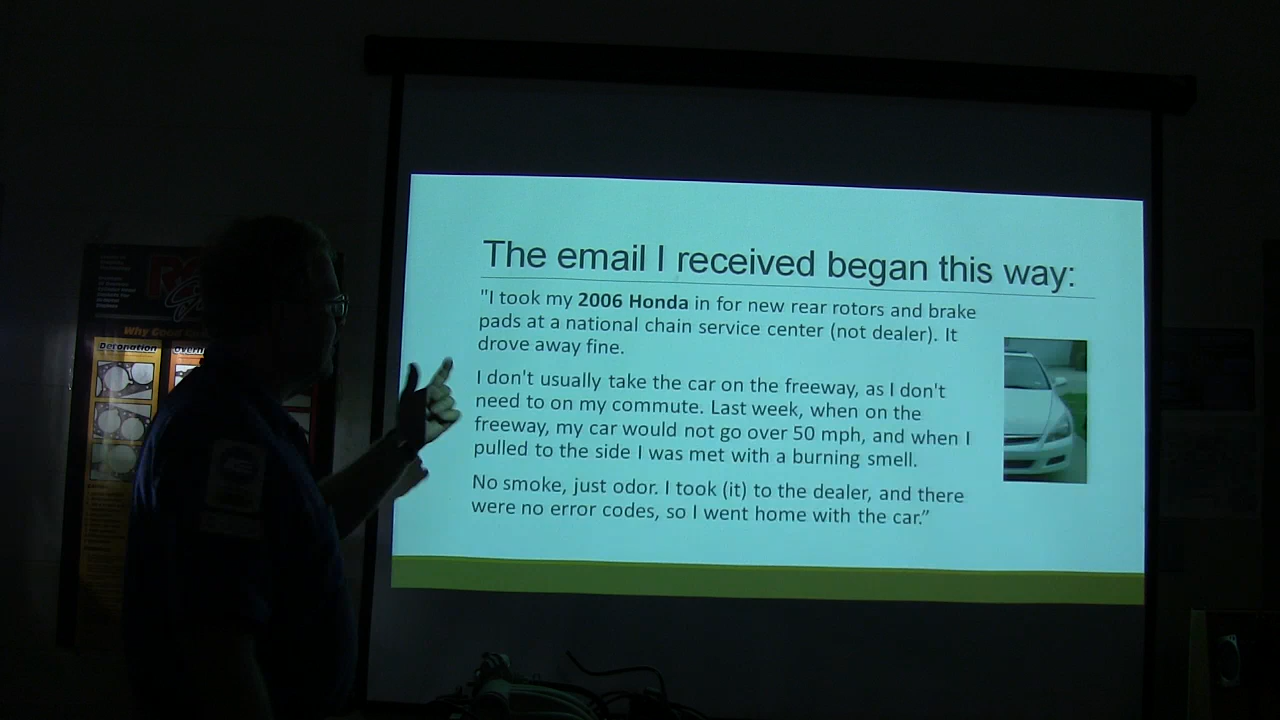 The email I received began this way:
"I took my 2006 Honda in for new rear rotors and brake
pads at a national chain service center (not dealer). It
drove away fine.
I don't usually take the car on the freeway, as I don't
need to on my commute. Last week, when on the
freeway, my car would not go over 50 mph, and when I
pulled to the side I was met with a burning smell.
No smoke, just odor. I took (it) to the dealer, and there
were no error codes, so I went home with the car.”
Why Good
Detonation